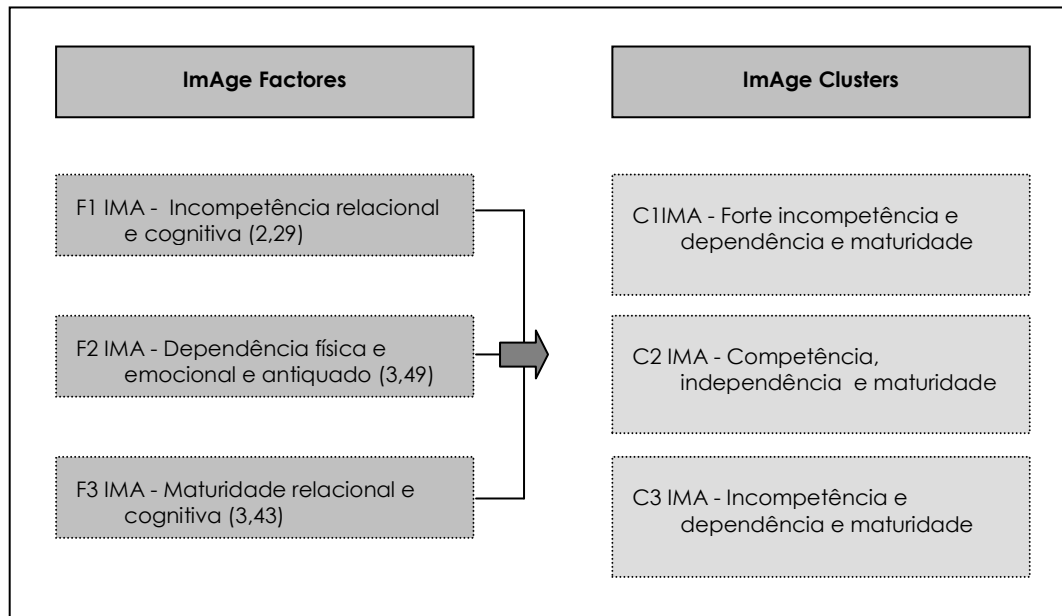 ImAge Factores
F1 IMA - Incompetência relacional
e cognitiva (2,29)
F2 IMA - Dependência física e
emocional e antiquado (3,49)
F3 IMA - Maturidade relacional e
cognitiva (3,43)
ImAge Clusters
C1IMA - Forte incompetência e
dependência e maturidade
C2 IMA - Competência,
independência e maturidade
C3 IMA - Incompetência e
dependência e maturidade